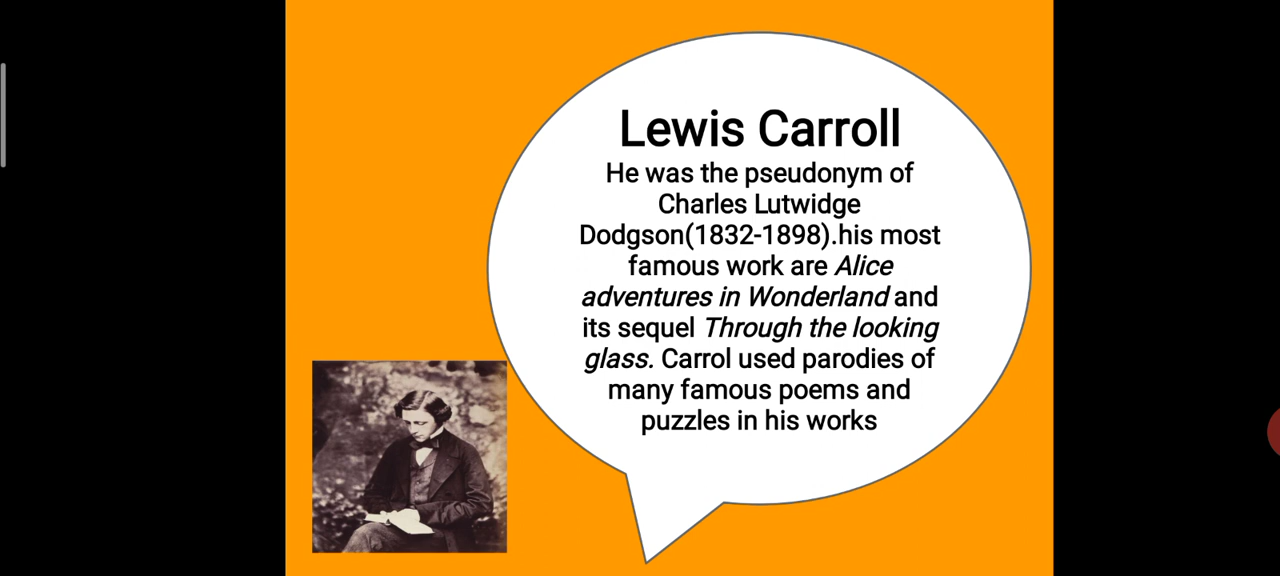 Lewis Carroll
He was the pseudonym of
Charles Lutwidge
Dodgson(1832-1898).his most
famous work are Alice
adventures in Wonderland and
its sequel Through the looking
glass. Carrol used parodies of
many famous poems and
puzzles in his works